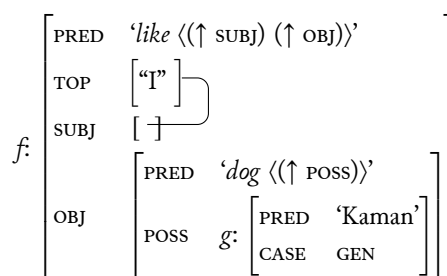 PRED ‘like ⟨(↑ SUBJ) (↑ OBJ)⟩’
TOP [“I”]
SUBJ [ ]
f:
PRED ‘dog ⟨(↑ POSS)⟩’
OBJ
PRED ‘Kaman’
POSS g:
CASE GEN